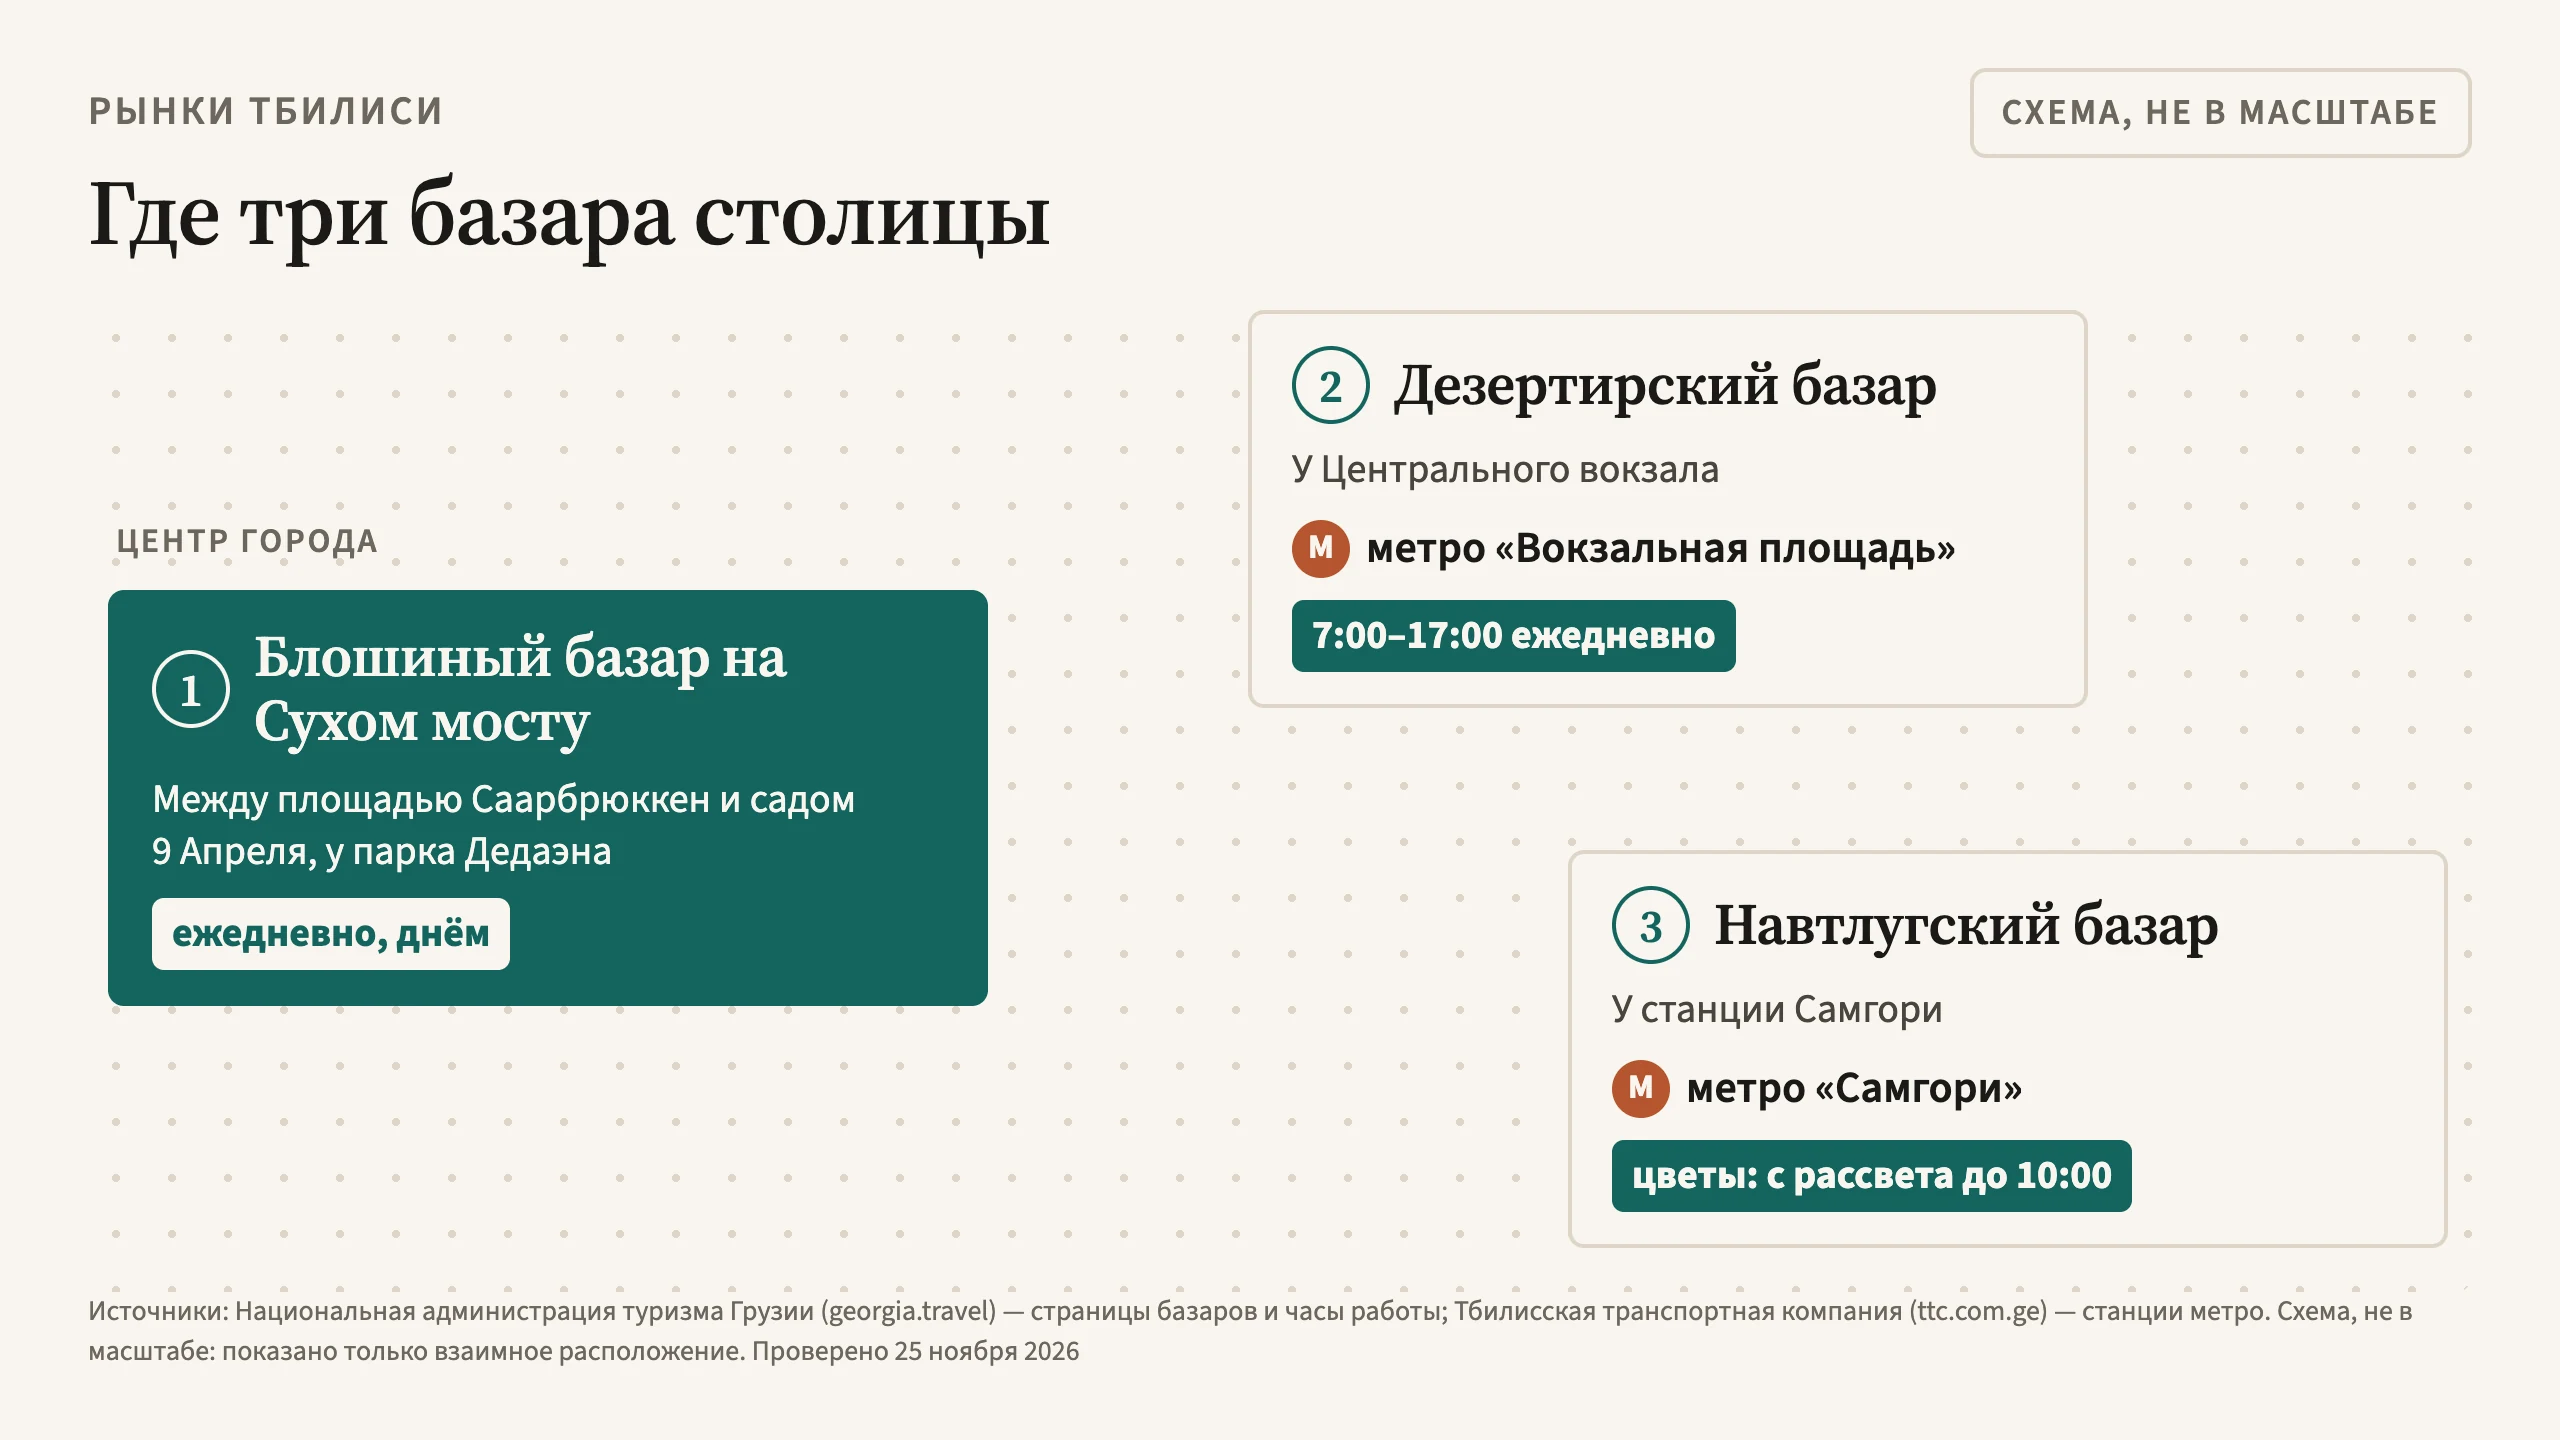 РЫНКИ ТБИЛИСИ
СХЕМА, НЕ В МАСШТАБЕ
Где три базара столицы
2
Дезертирский базар
У Центрального вокзала
М
метро «Вокзальная площадь»
7:00–17:00 ежедневно
ЦЕНТР ГОРОДА
1
Блошиный базар на
Сухом мосту
Между площадью Саарбрюккен и садом
9 Апреля, у парка Дедаэна
ежедневно, днём
3
Навтлугский базар
У станции Самгори
М
метро «Самгори»
цветы: с рассвета до 10:00
Источники: Национальная администрация туризма Грузии (georgia.travel) — страницы базаров и часы работы; Тбилисская транспортная компания (ttc.com.ge) — станции метро. Схема, не в
масштабе: показано только взаимное расположение. Проверено 25 ноября 2026